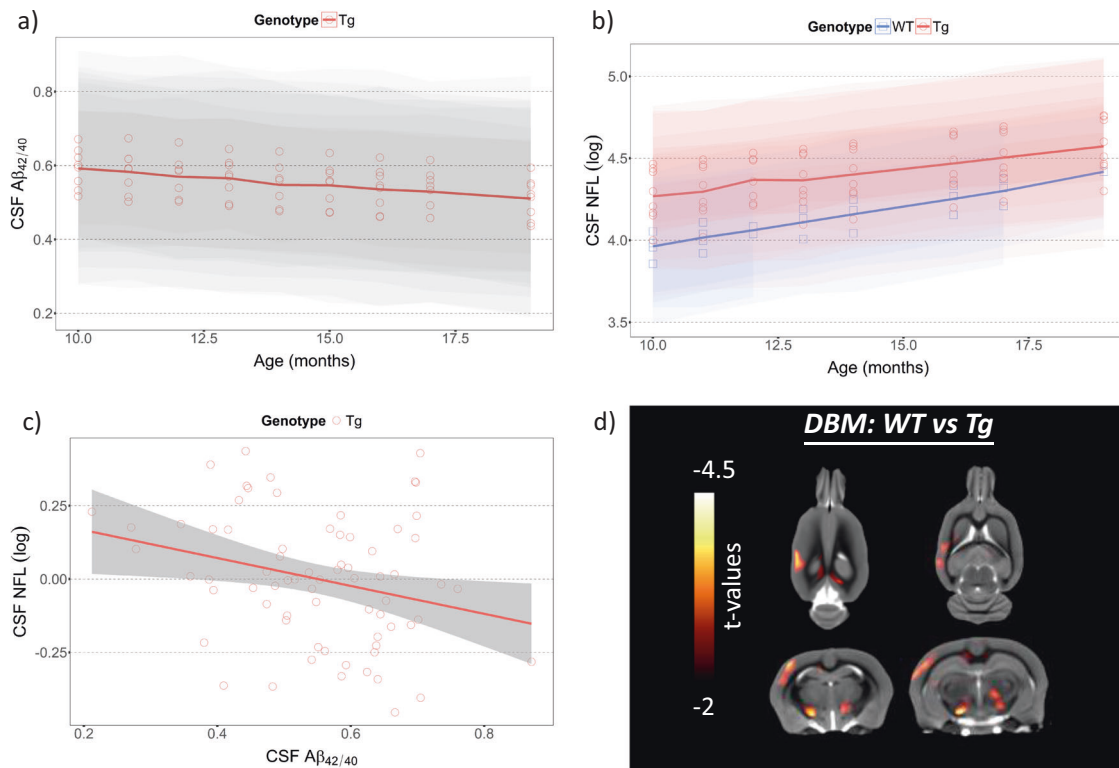 a)
Genotype Tg
CSF Aβ42/40
0.8
0.6
0.4
0.2
10.0 12.5 15.0 17.5
Age (months)
b)
Genotype WT Tg
CSF NFL (log)
5.0
4.5
4.0
3.5
10.0 12.5 15.0 17.5
Age (months)
c)
Genotype Tg
CSF NFL (log)
0.25
0.00
-0.25
0.2 0.4 0.6 0.8
CSF Aβ42/40
d)
DBM: WT vs Tg
-4.5
t-values
-2